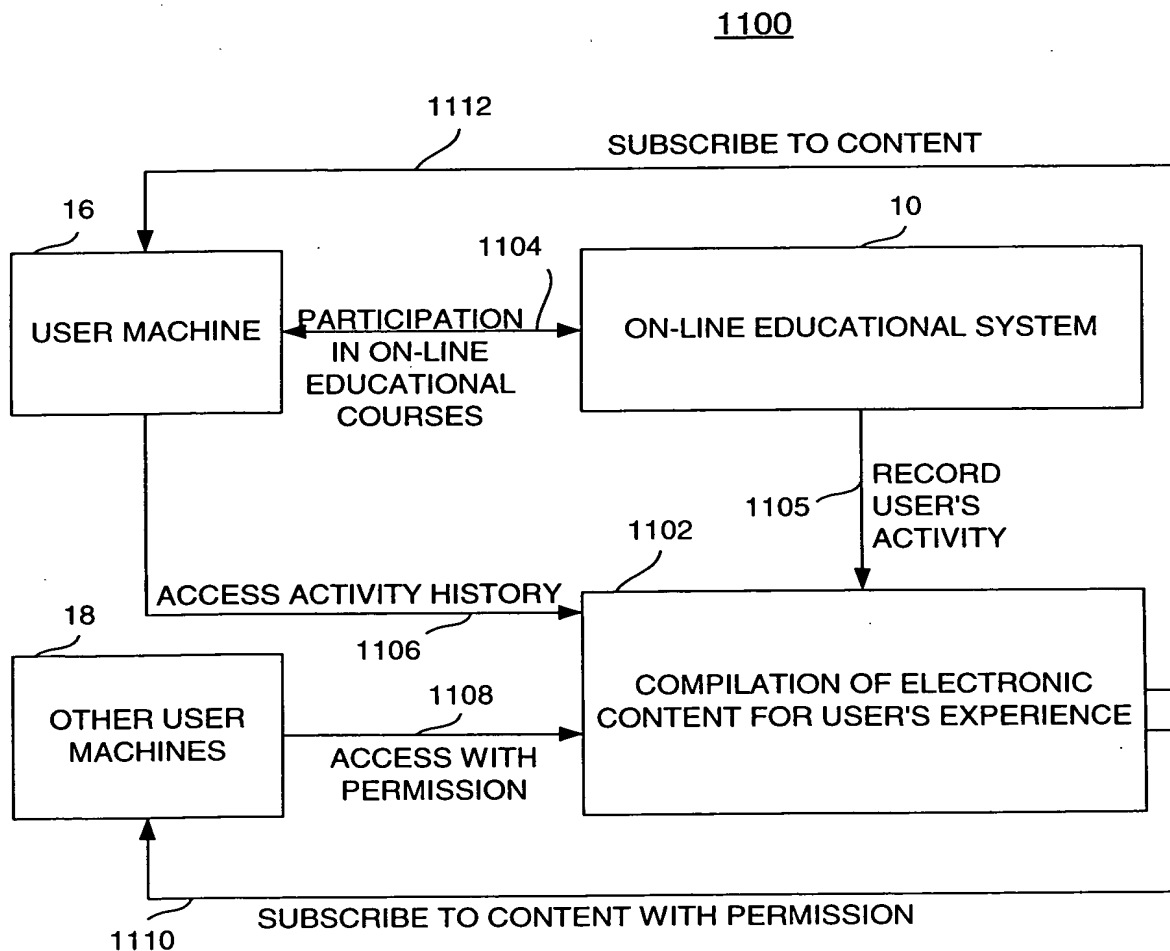 1100
1112
SUBSCRIBE TO CONTENT
16
10
1104
USER MACHINE
PARTICIPATION
IN ON-LINE
EDUCATIONAL
COURSES
ON-LINE EDUCATIONAL SYSTEM
1105
RECORD
USER'S
ACTIVITY
1102
ACCESS ACTIVITY HISTORY
18
1106
OTHER USER
MACHINES
1108
ACCESS WITH
PERMISSION
COMPILATION OF ELECTRONIC
CONTENT FOR USER'S EXPERIENCE
SUBSCRIBE TO CONTENT WITH PERMISSION
1110